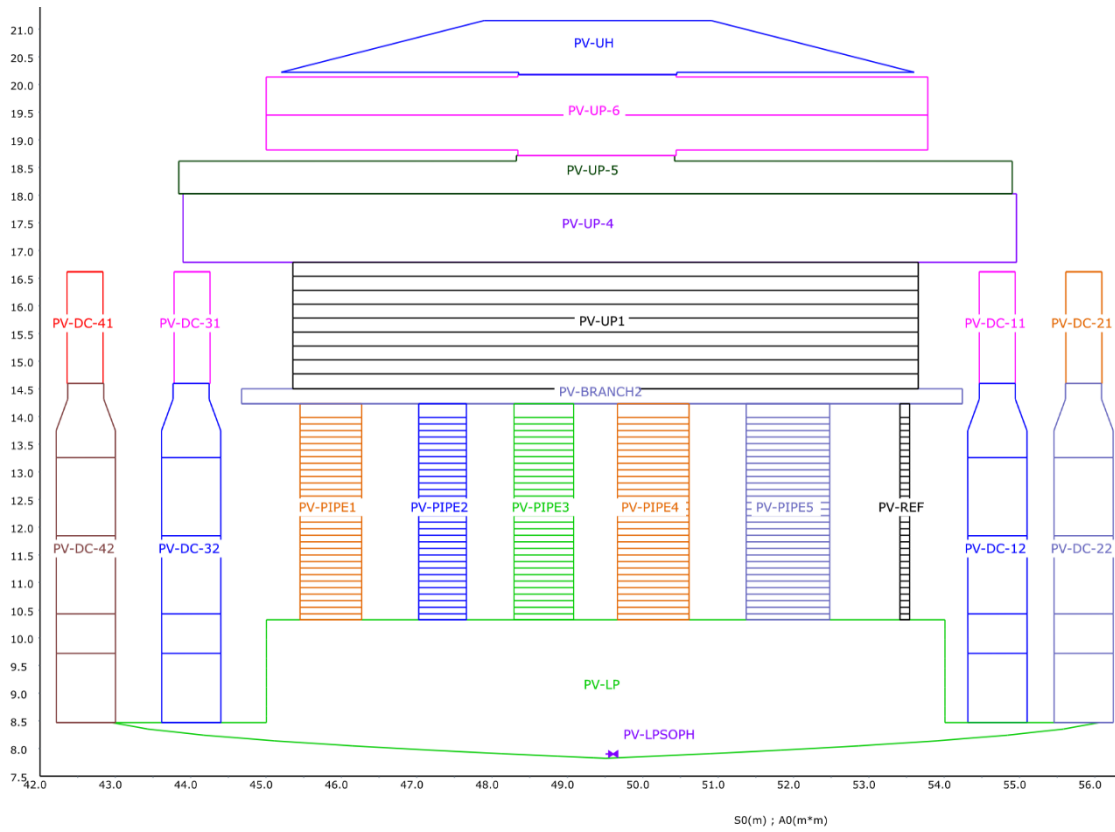 21.0
PV-UH
20.5
20.0
PV-UP-6
19.5
19.0
18.5
PV-UP-5
18.0
PV-UP-4
17.5
17.0
16.5
16.0
PV-DC-41 PV-DC-31 PV-UP1 PV-DC-11 PV-DC-21
15.5
15.0
14.5
PV-BRANCH2
14.0
13.5
13.0
12.5
PV-PIPE1 PV-PIPE2 PV-PIPE3 PV-PIPE4 PV-PIPE5 PV-REF
12.0
PV-DC-42 PV-DC-32 PV-DC-12 PV-DC-22
11.5
11.0
10.5
10.0
9.5
PV-LP
9.0
8.5
PV-LPSOPH
8.0
7.5
42.0 44.0 45.0 46.0 47.0 48.0 49.0 50.0 51.0 52.0 53.0 54.0 55.0 56.0
S0(m) ; A0(m*m)